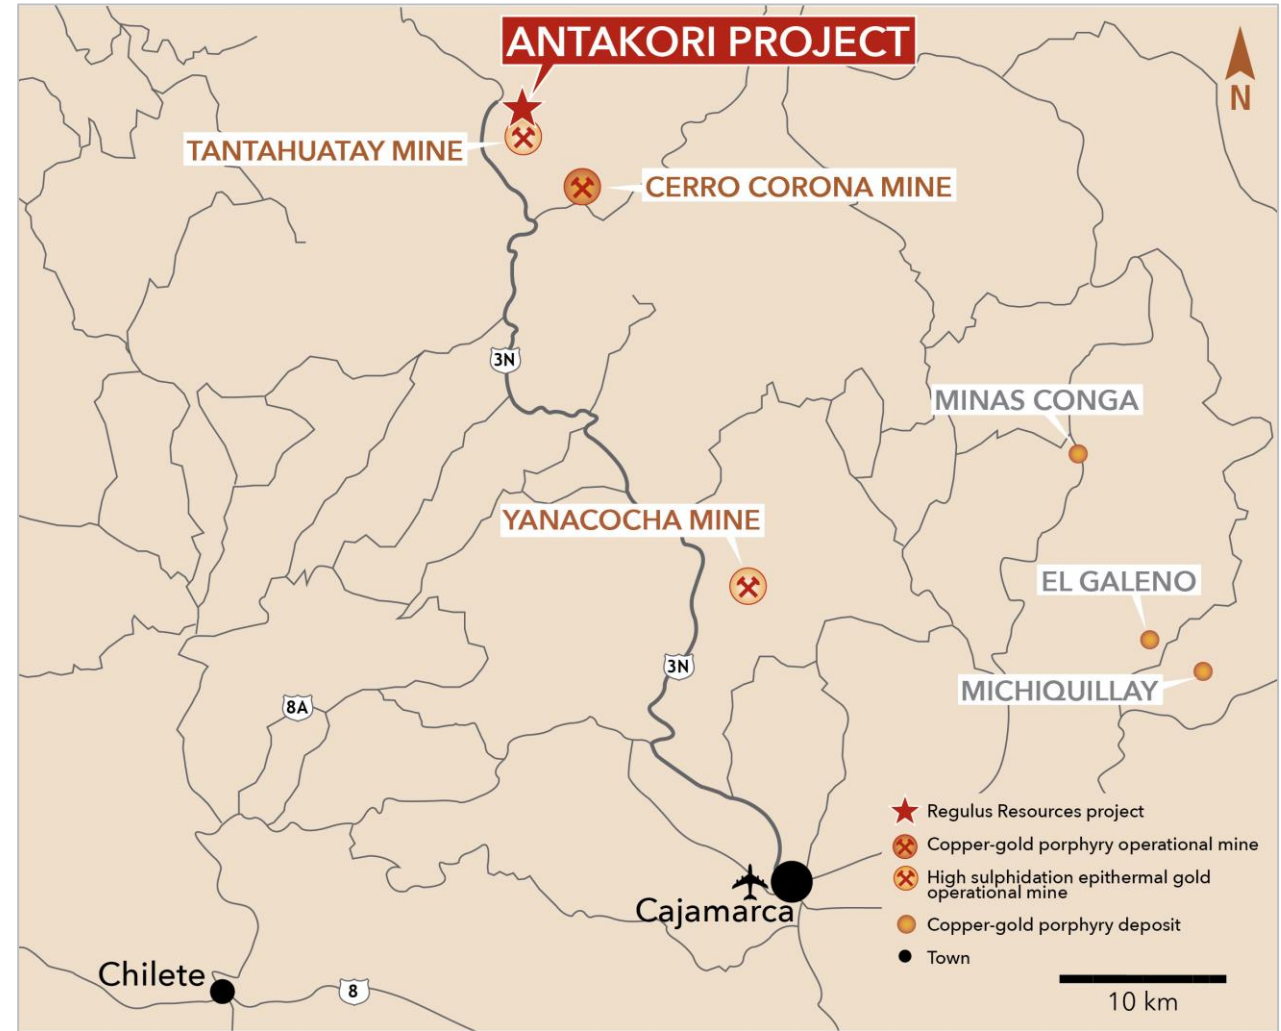 ANTAKORI PROJECT
N
TANTAHUATAY MINE
CERRO CORONA MINE
3N
MINAS CONGA
YANACOCHA MINE
EL GALENO
3N
MICHIQUILLAY
8A
Regulus Resources project
Copper-gold porphyry operational mine
High sulphidation epithermal gold
operational mine
Copper-gold porphyry deposit
Town
Cajamarca
Chilete
8
10 km